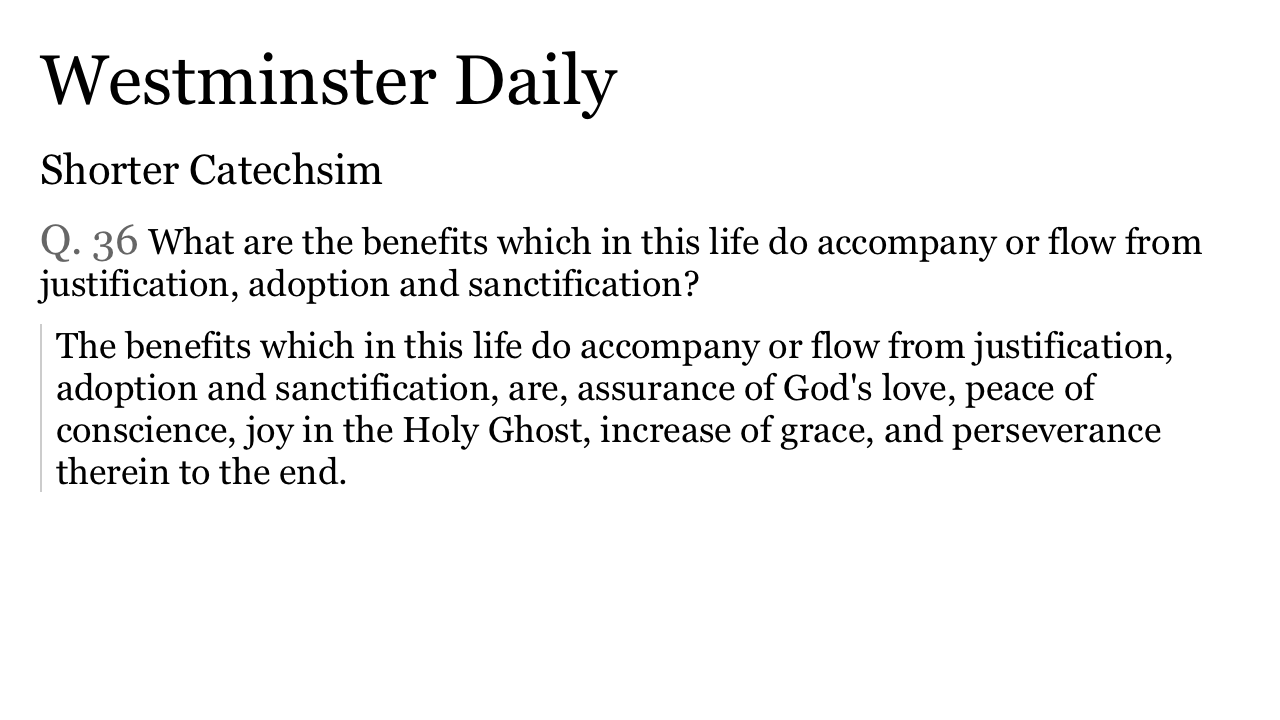 Westminster Daily
Shorter Catechsim
Q. 36 What are the benefits which in this life do accompany or flow from
justification, adoption and sanctification?
The benefits which in this life do accompany or flow from justification,
adoption and sanctification, are, assurance of God's love, peace of
conscience, joy in the Holy Ghost, increase of grace, and perseverance
therein to the end.